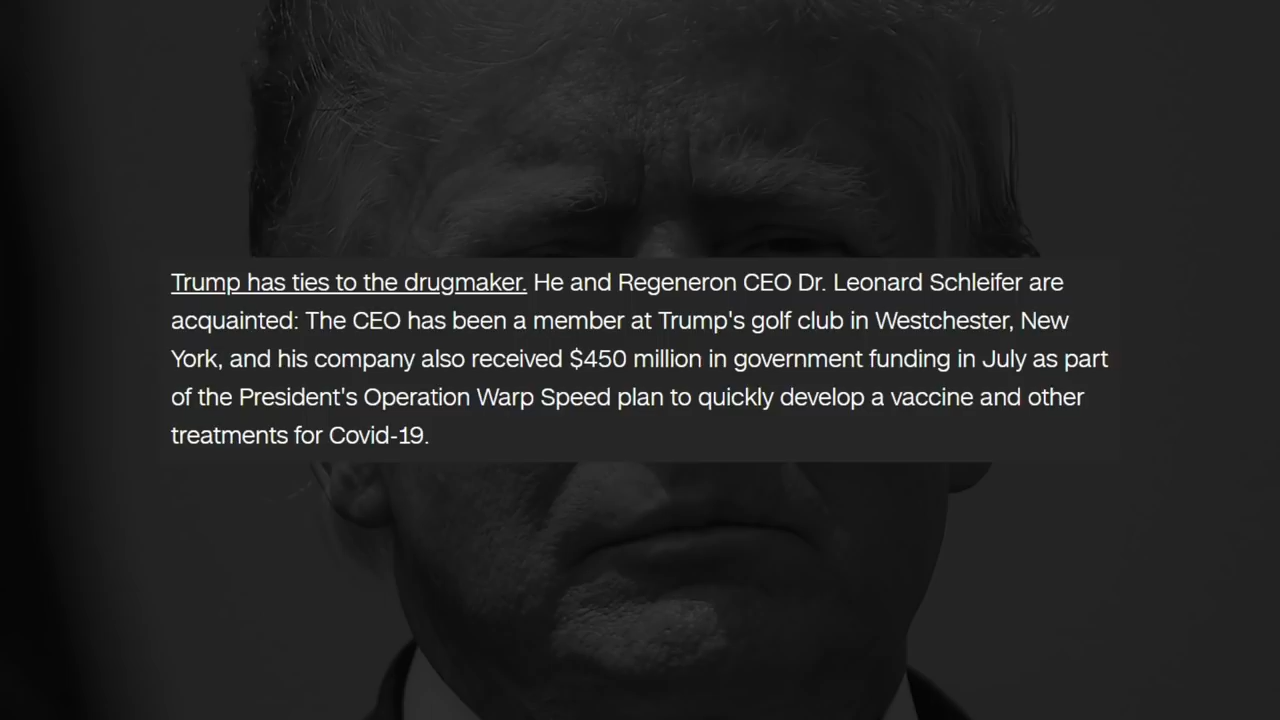 Trump has ties to the drugmaker. He and Regeneron CEO Dr. Leonard Schleifer are
acquainted: The CEO has been a member at Trump's golf club in Westchester, New
York, and his company also received $450 million in government funding in July as part
of the President's Operation Warp Speed plan to quickly develop a vaccine and other
treatments for Covid-19.